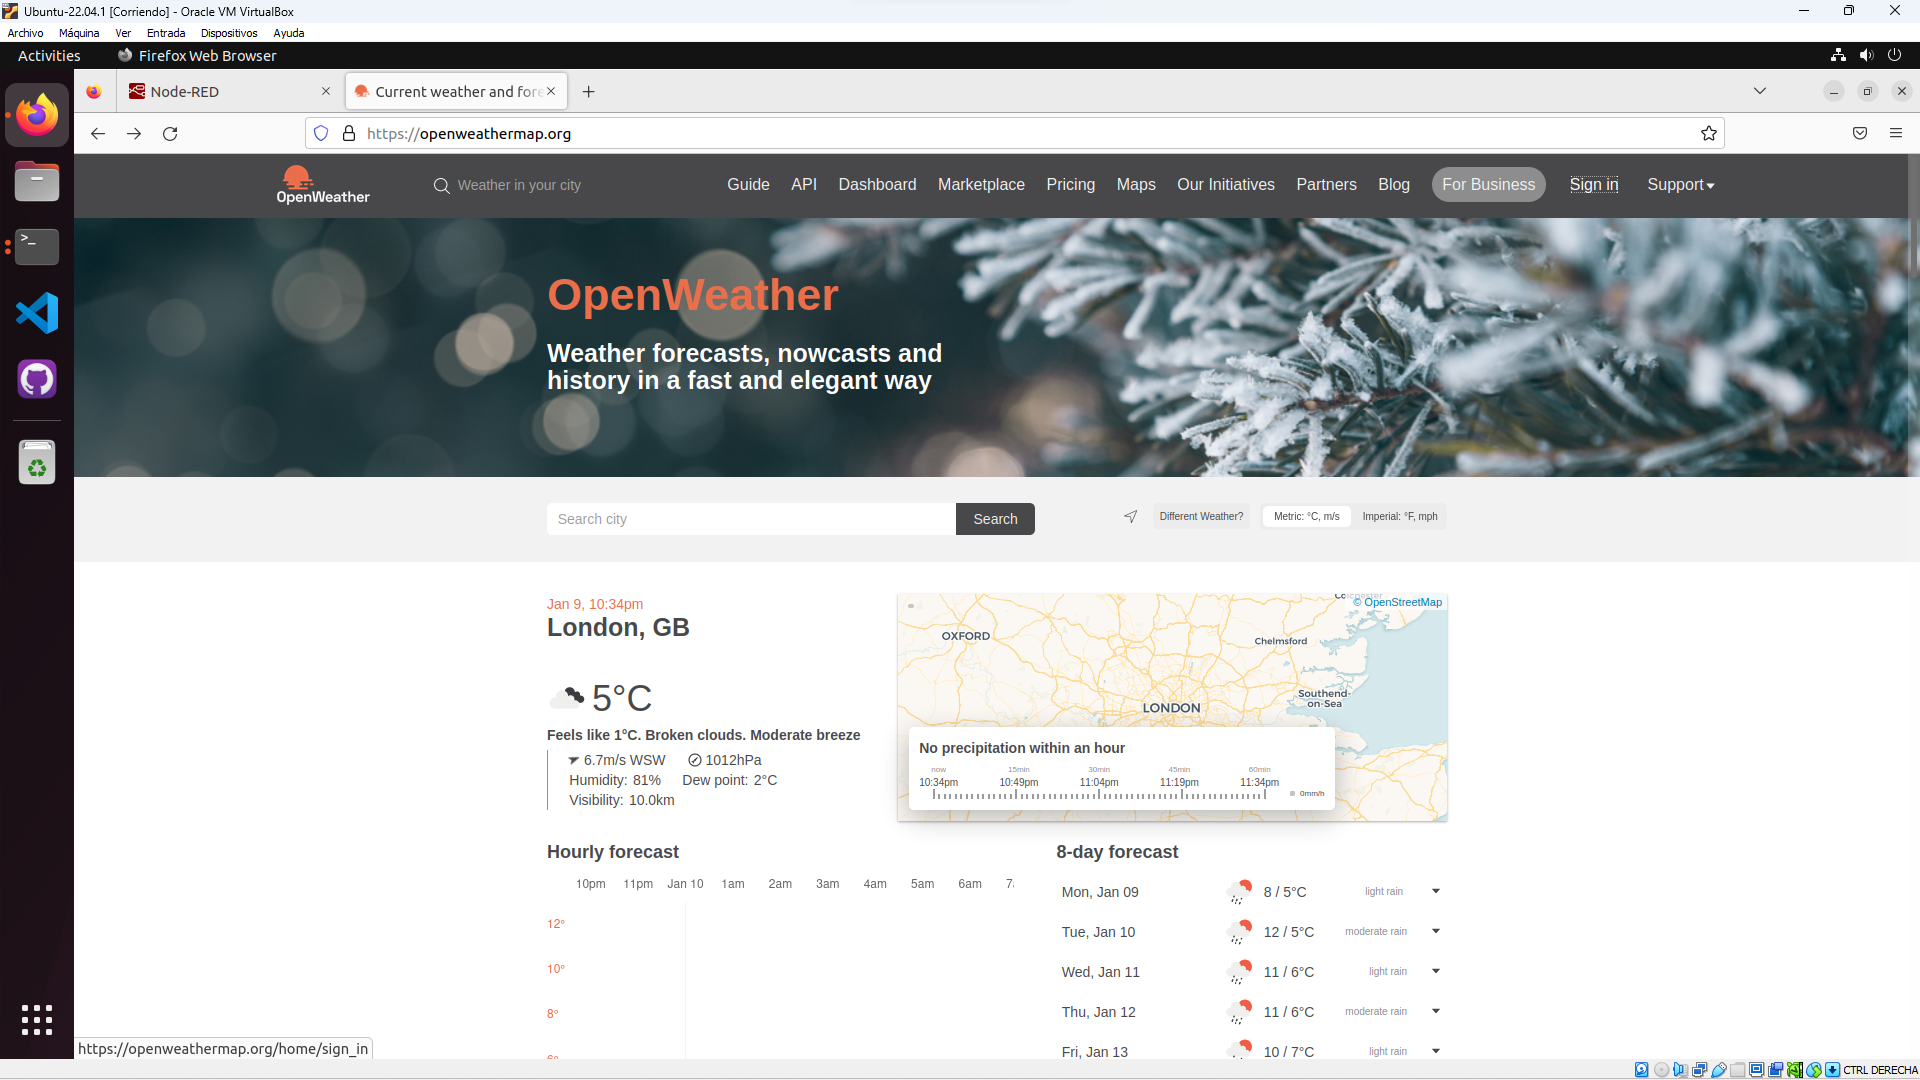 Ubuntu-22.04.1 [Corriendo] - Oracle VM VirtualBox
Archivo Máquina Ver Entrada Dispositivos Ayuda
Activities Firefox Web Browser
Node-RED
Current weather and fore
https://openweathermap.org
OpenWeather
Weather in your city
Guide API Dashboard Marketplace Pricing Maps Our Initiatives Partners Blog For Business Sign in Support
OpenWeather
Weather forecasts, nowcasts and
history in a fast and elegant way
Search city
Search
Different Weather?
Metric: °C, m/s
Imperial: °F, mph
Jan 9, 10:34pm
London, GB
5°C
Feels like 1°C. Broken clouds. Moderate breeze
6.7m/s WSW 1012hPa
Humidity: 81% Dew point: 2°C
Visibility: 10.0km
© OpenStreetMap
OXFORD
Chelmsford
Southend-
on-Sea
LONDON
No precipitation within an hour
now 15min 30min 45min 60min
10:34pm 10:49pm 11:04pm 11:19pm 11:34pm
0mm/h
Hourly forecast
10pm 11pm Jan 10 1am 2am 3am 4am 5am 6am
12°
10°
8°
8-day forecast
Mon, Jan 09 8 / 5°C light rain
Tue, Jan 10 12 / 5°C moderate rain
Wed, Jan 11 11 / 6°C light rain
Thu, Jan 12 11 / 6°C moderate rain
Fri, Jan 13 10 / 7°C light rain
https://openweathermap.org/home/sign_in
CTRL DERECHA